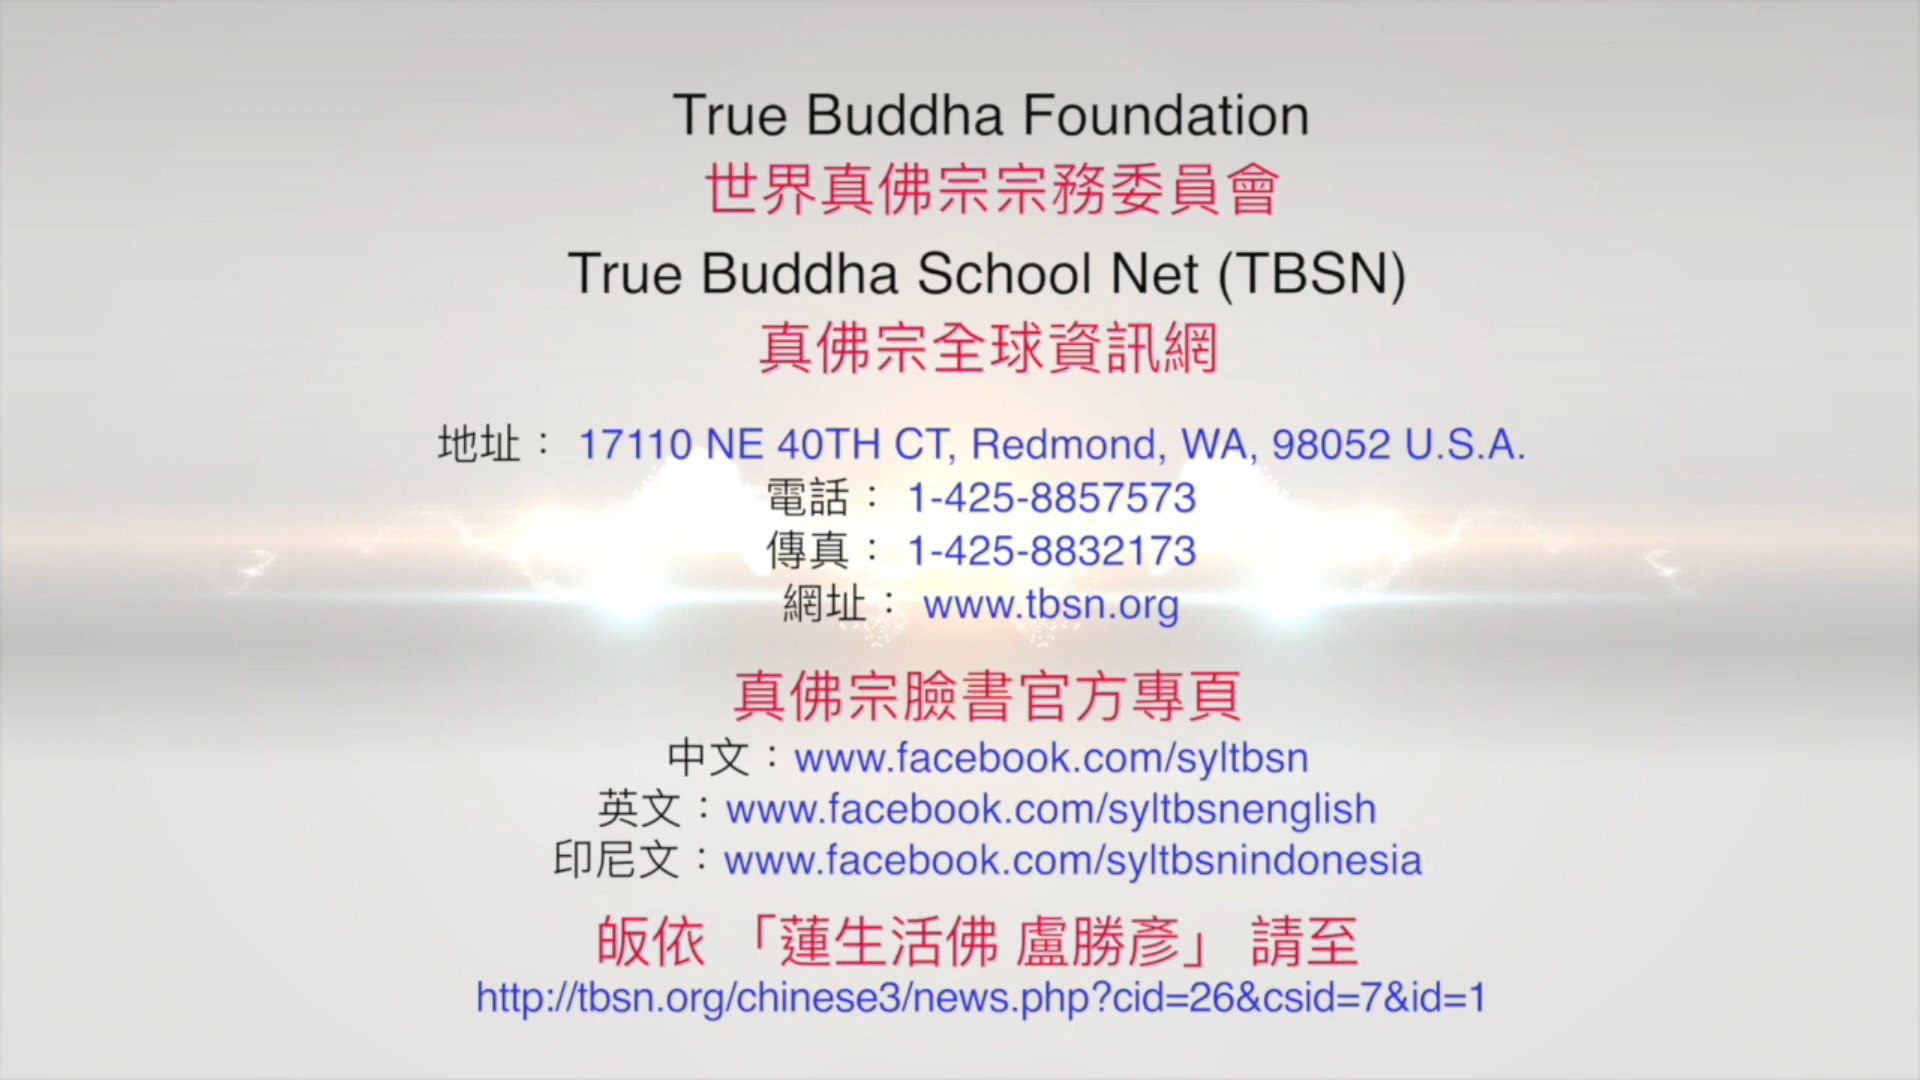 True Buddha Foundation
世界真佛宗宗務委員會
True Buddha School Net (TBSN)
真佛宗全球資訊網
地址： 17110 NE 40TH CT, Redmond, WA, 98052 U.S.A.
電話： 1-425-8857573
傳真： 1-425-8832173
網址： www.tbsn.org
真佛宗臉書官方專頁
中文：www.facebook.com/syltbsn
英文：www.facebook.com/syltbsnenglish
印尼文：www.facebook.com/syltbsnindonesia
皈依 「蓮生活佛 盧勝彥」 請至
http://tbsn.org/chinese3/news.php?cid=26&csid=7&id=1